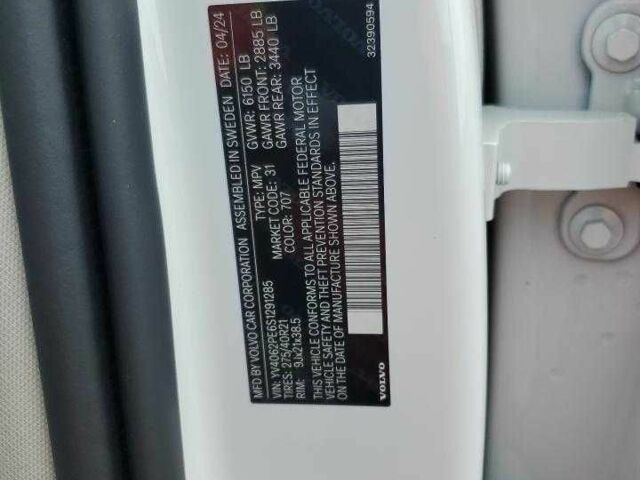 MFD BY VOLVO CAR CORPORATION ASSEMBLED IN SWEDEN DATE: 04/24
VIN: YV4062PE6S1291285 TYPE: MPV GVWR: 6150 LB
TIRES: 275/40R21 MARKET CODE: 31 GAWR FRONT: 2885 LB
RIM: 9Jx21x38.5 COLOR: 707 GAWR REAR: 3440 LB
THIS VEHICLE CONFORMS TO ALL APPLICABLE FEDERAL MOTOR
VEHICLE SAFETY AND THEFT PREVENTION STANDARDS IN EFFECT
ON THE DATE OF MANUFACTURE SHOWN ABOVE.
VOLVO 32390594